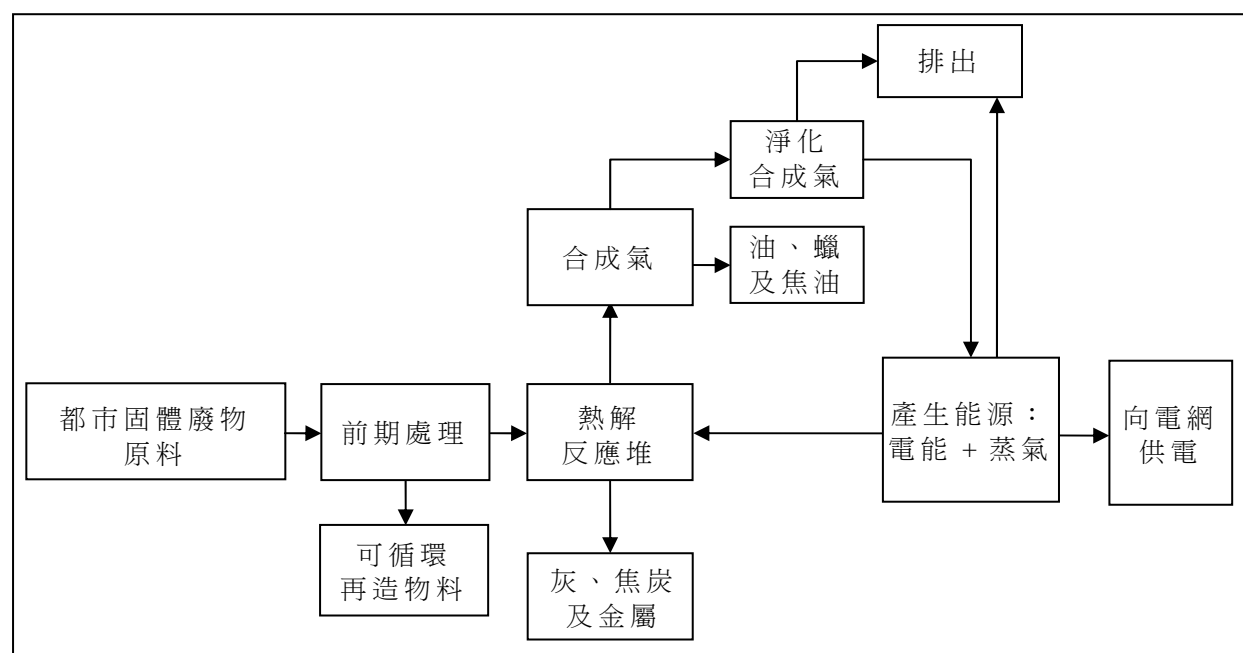 排出
淨化
合成氣
合成氣
油、蠟
及焦油
都市固體廢物
原料
前期處理
熱解
反應堆
產生能源：
電能 + 蒸氣
向電網
供電
可循環
再造物料
灰、焦炭
及金屬